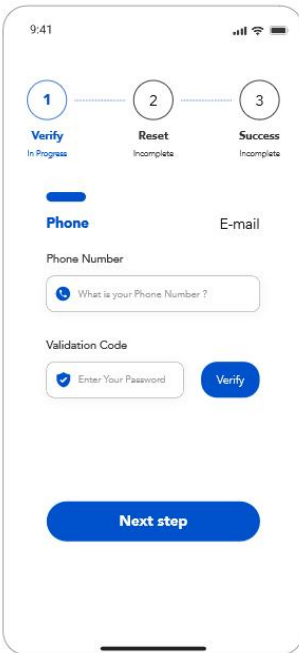 9:41
1 2 3
Verify Reset Success
In Progress Incomplete Incomplete
Phone E-mail
Phone Number
What is your Phone Number ?
Validation Code
Enter Your Password Verify
Next step